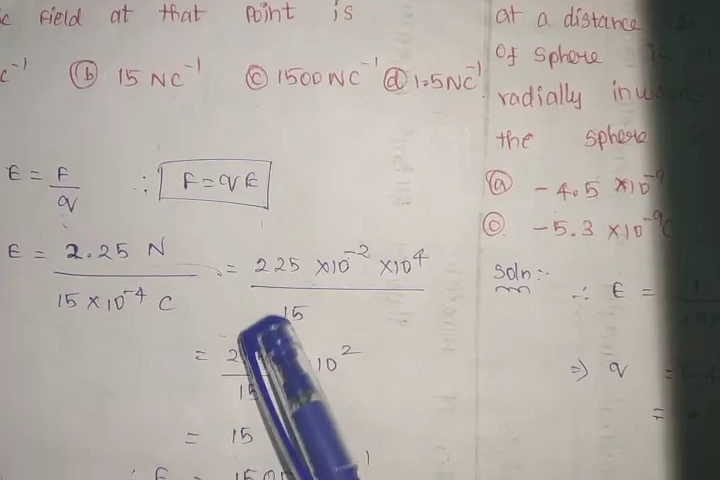 c field at that point is
c⁻¹ ⓑ 15 NC⁻¹ ⓒ 1500 NC⁻¹ ⓓ 1.5 NC⁻¹
E = F/q ∴ F = qE
E = 2.25 N / 15 × 10⁻⁴ C = 225 × 10⁻² × 10⁴ / 15
= 15 10²
= 15
at a distance
of sphere
radially
the sphere
ⓐ - 4.5 × 10⁻⁹
ⓒ - 5.3 × 10⁻⁹ C
Soln :-
∴ E =
⇒ q =
=